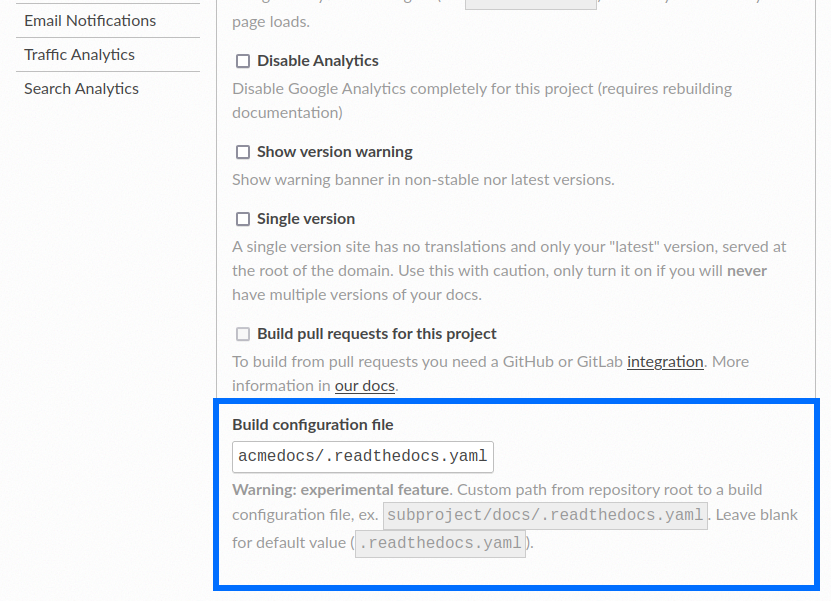 Email Notifications
Traffic Analytics
Search Analytics
page loads.
Disable Analytics
Disable Google Analytics completely for this project (requires rebuilding
documentation)
Show version warning
Show warning banner in non-stable nor latest versions.
Single version
A single version site has no translations and only your "latest" version, served at
the root of the domain. Use this with caution, only turn it on if you will never
have multiple versions of your docs.
Build pull requests for this project
To build from pull requests you need a GitHub or GitLab integration. More
information in our docs.
Build configuration file
acmedocs/.readthedocs.yaml
Warning: experimental feature. Custom path from repository root to a build
configuration file, ex. subproject/docs/.readthedocs.yaml. Leave blank
for default value (.readthedocs.yaml).